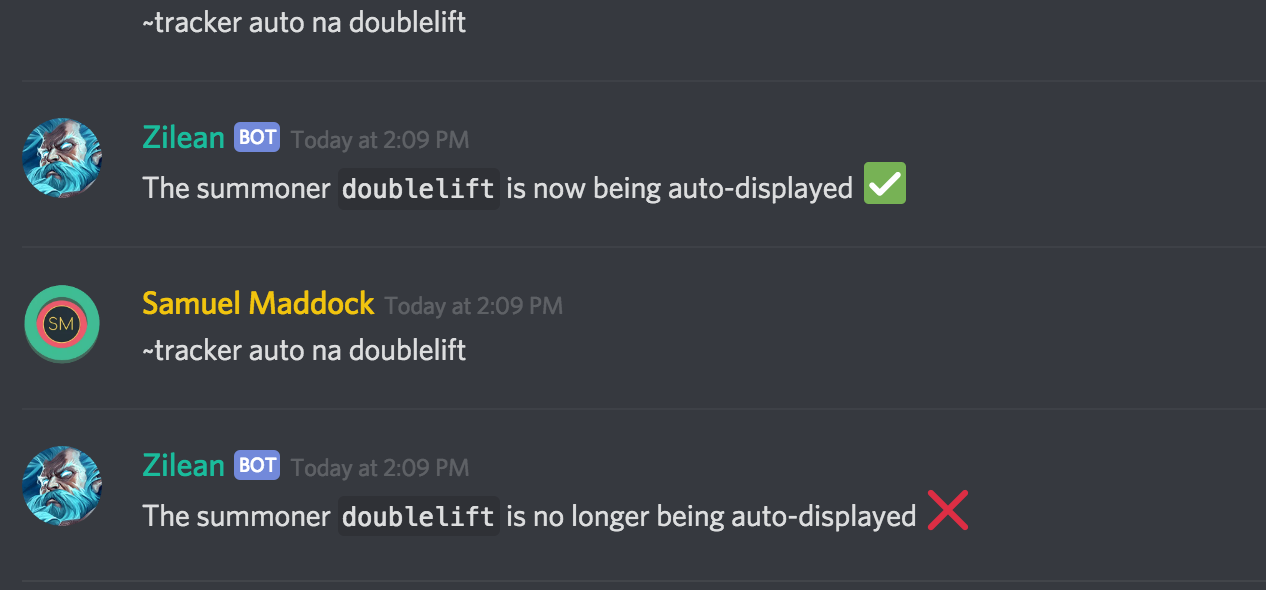 ~tracker auto na doublelift
Zilean BOT Today at 2:09 PM
The summoner doublelift is now being auto-displayed ✅
Samuel Maddock Today at 2:09 PM
SM
~tracker auto na doublelift
Zilean BOT Today at 2:09 PM
The summoner doublelift is no longer being auto-displayed ❌